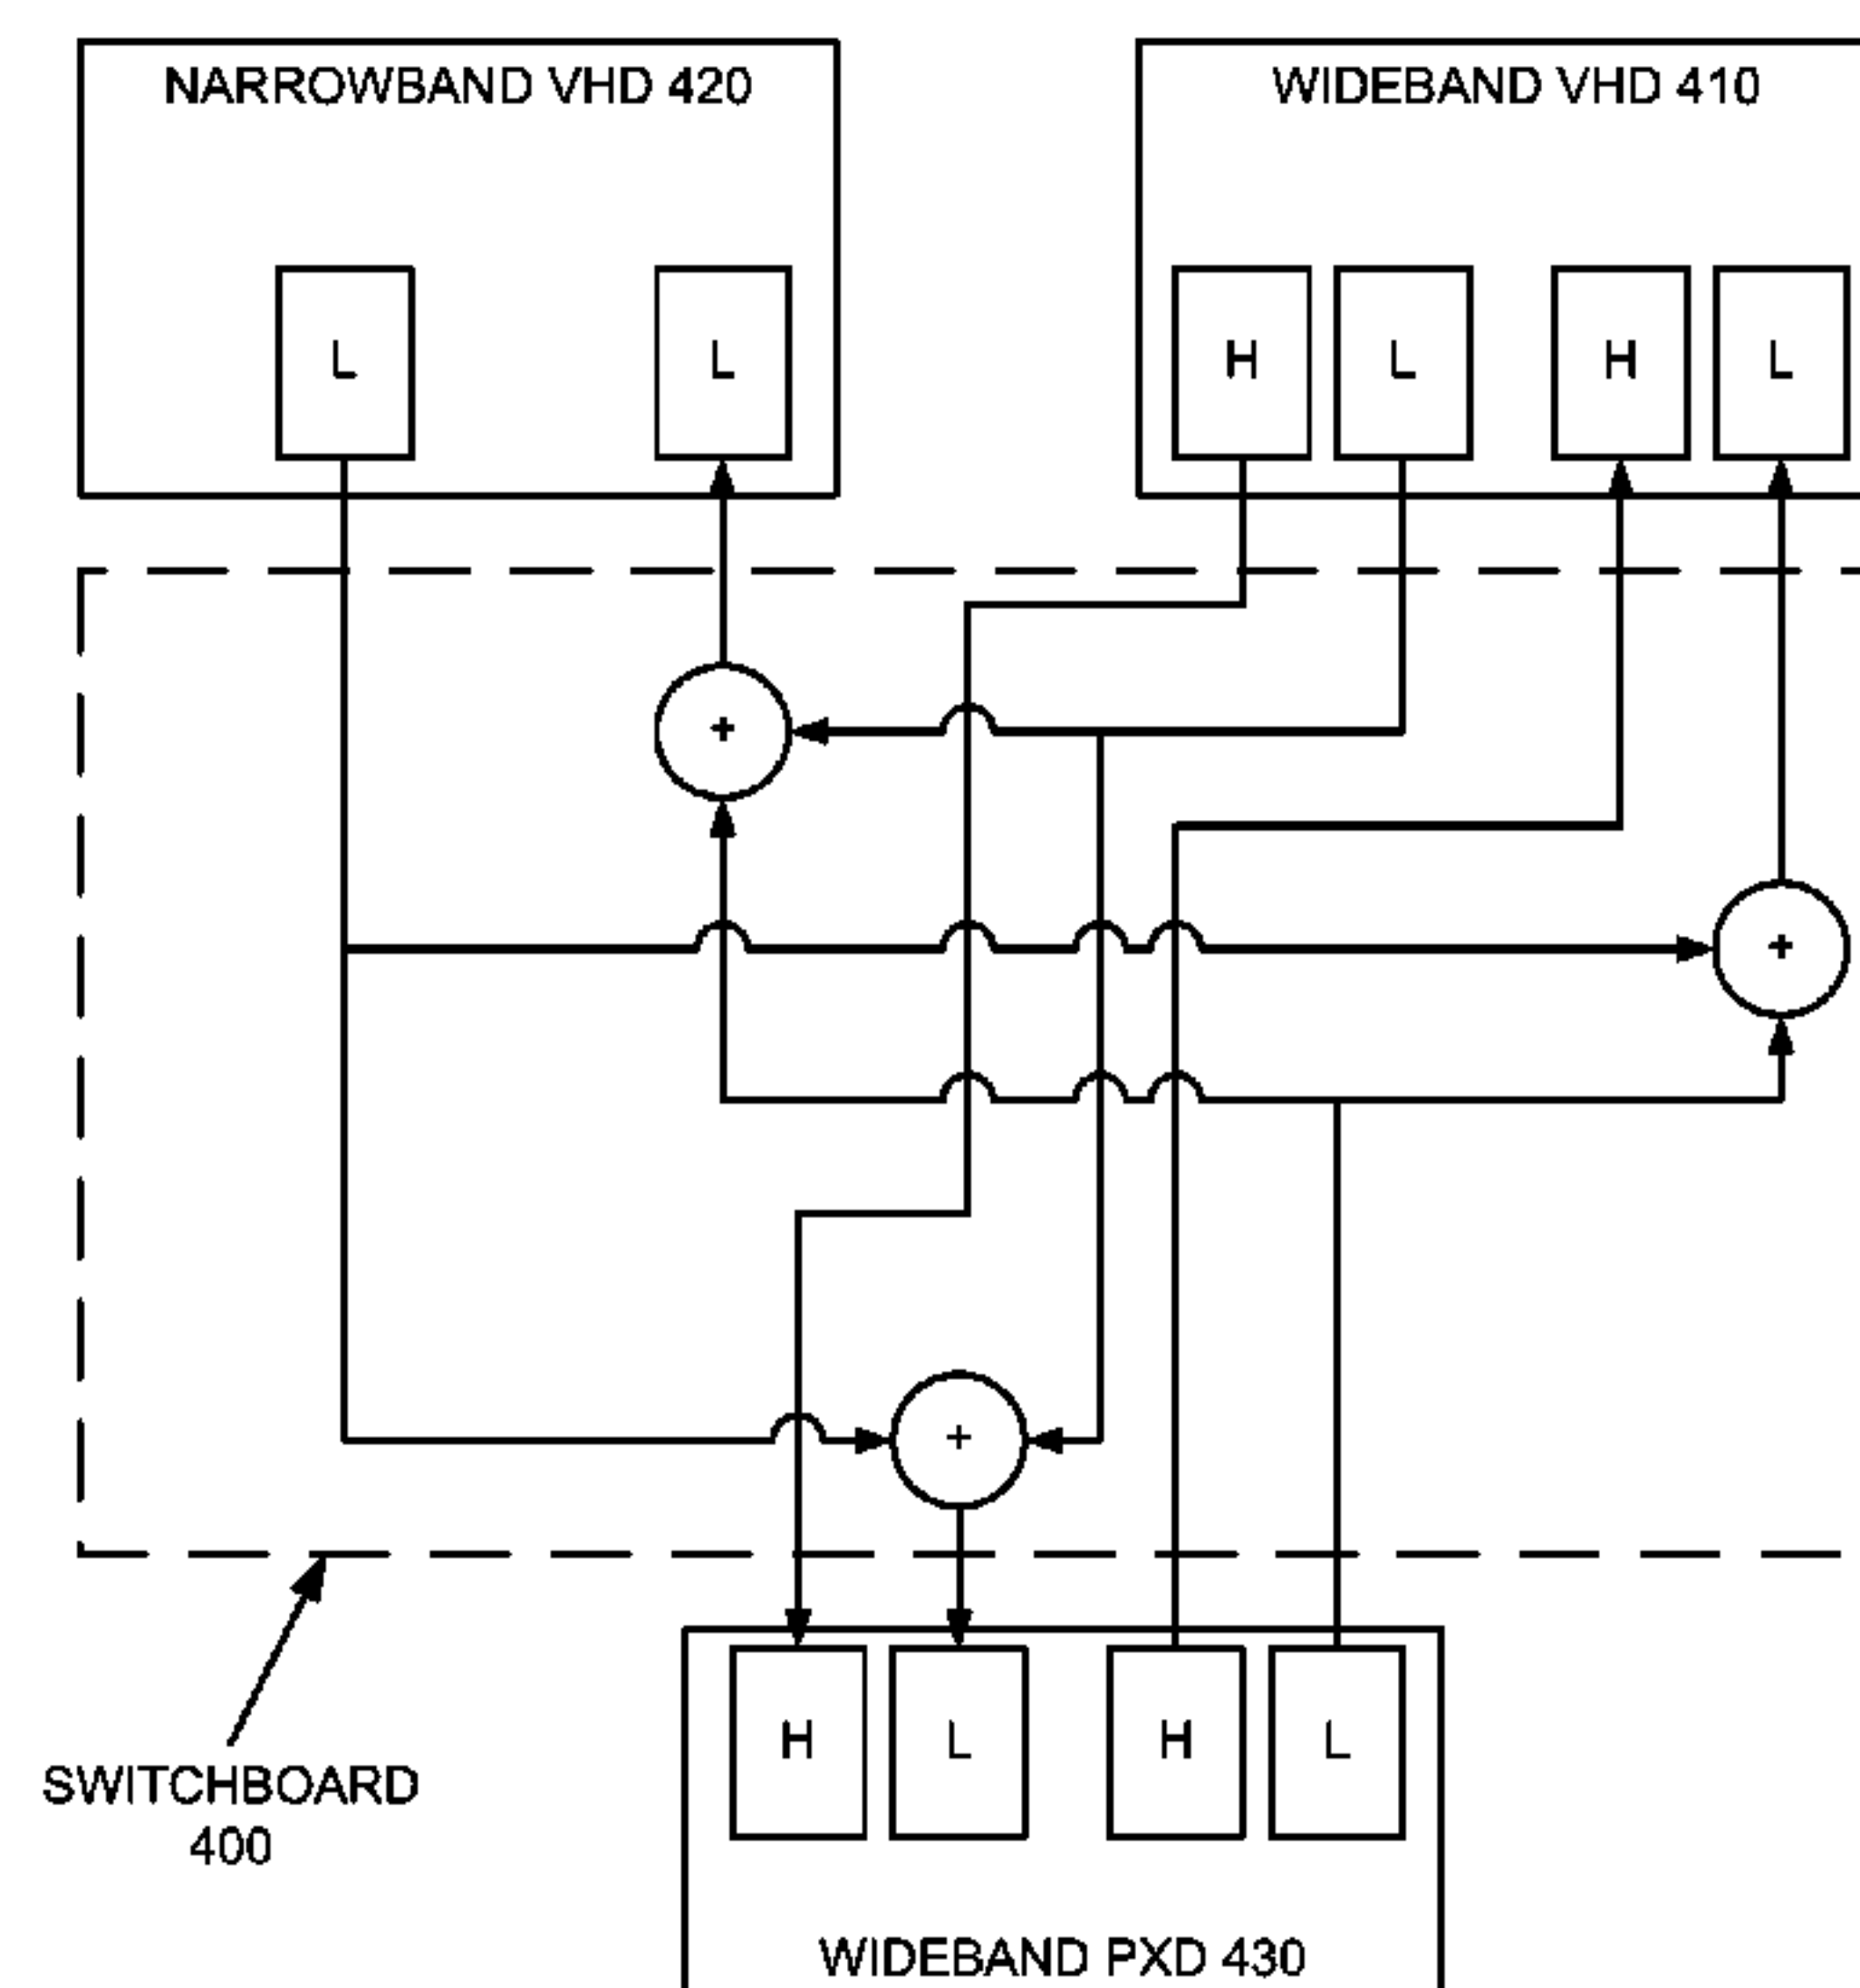 NARROWBAND VHD 420
WIDEBAND VHD 410
L
L
H
L
H
L
+
+
+
H
L
H
L
SWITCHBOARD
400
WIDEBAND PXD 430